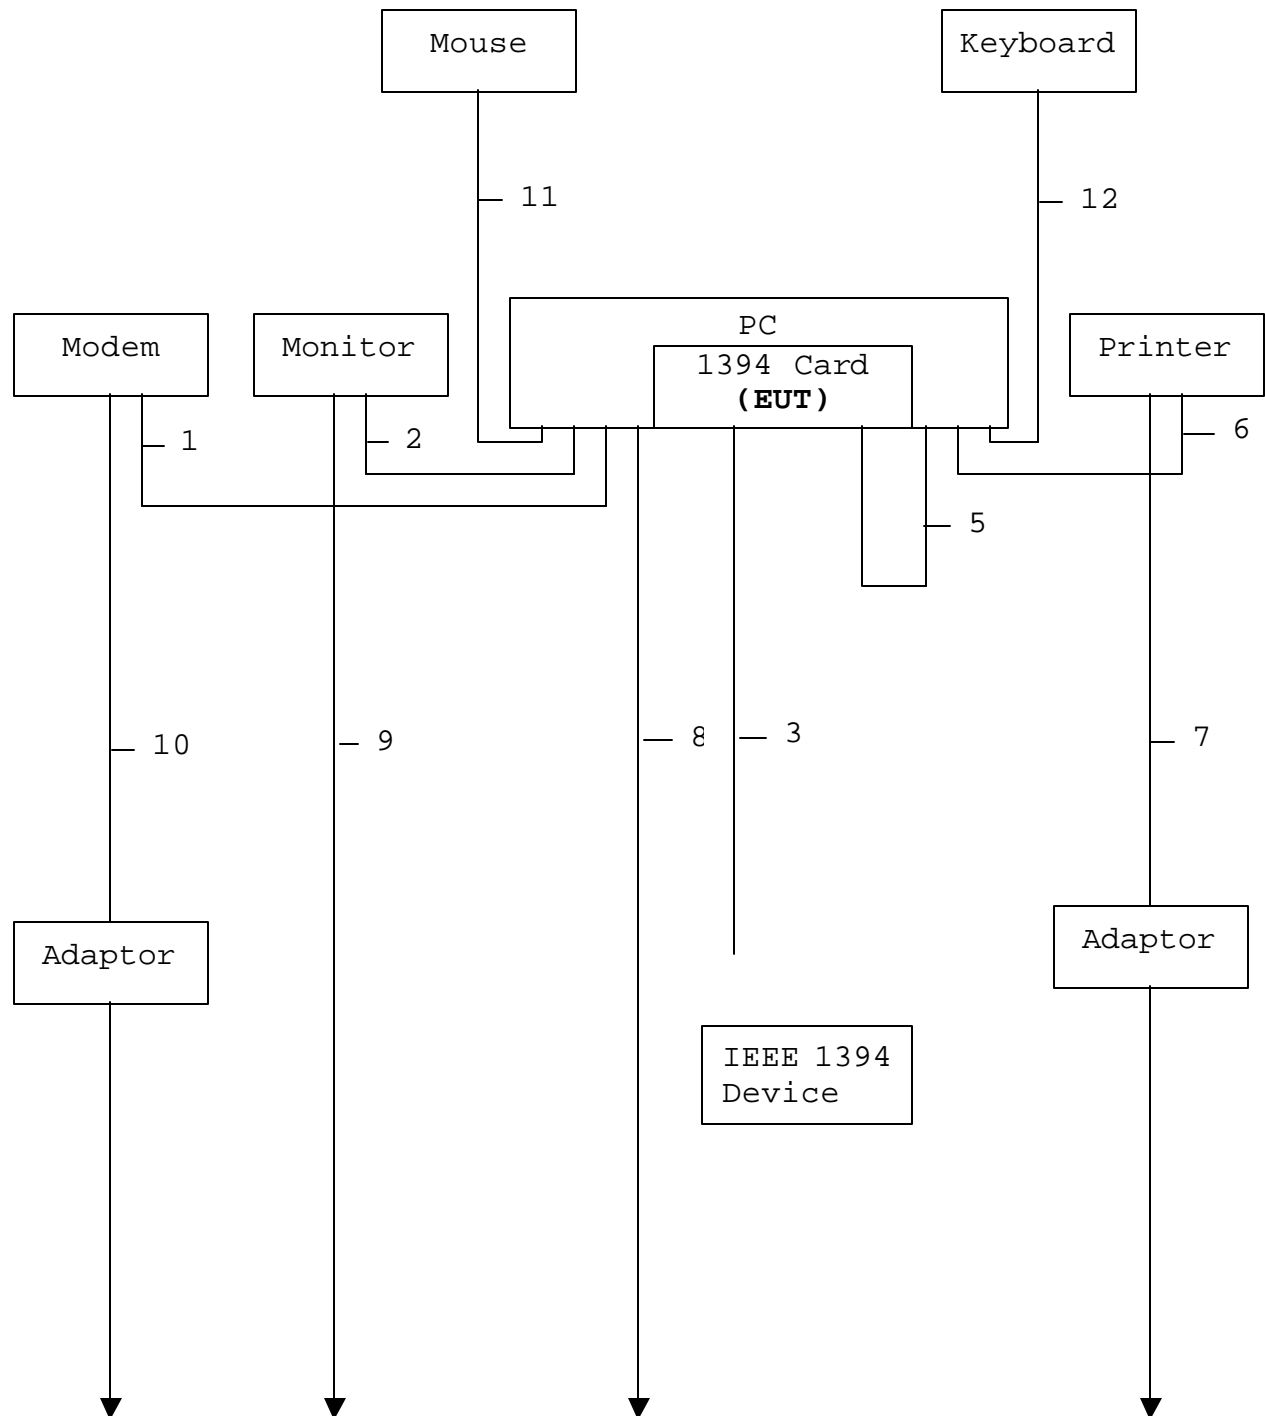 Mouse
Keyboard
11
12
PC
Modem
Monitor
1394 Card
Printer
(EUT)
1
2
6
5
10
9
8
3
7
Adaptor
Adaptor
IEEE 1394
Device